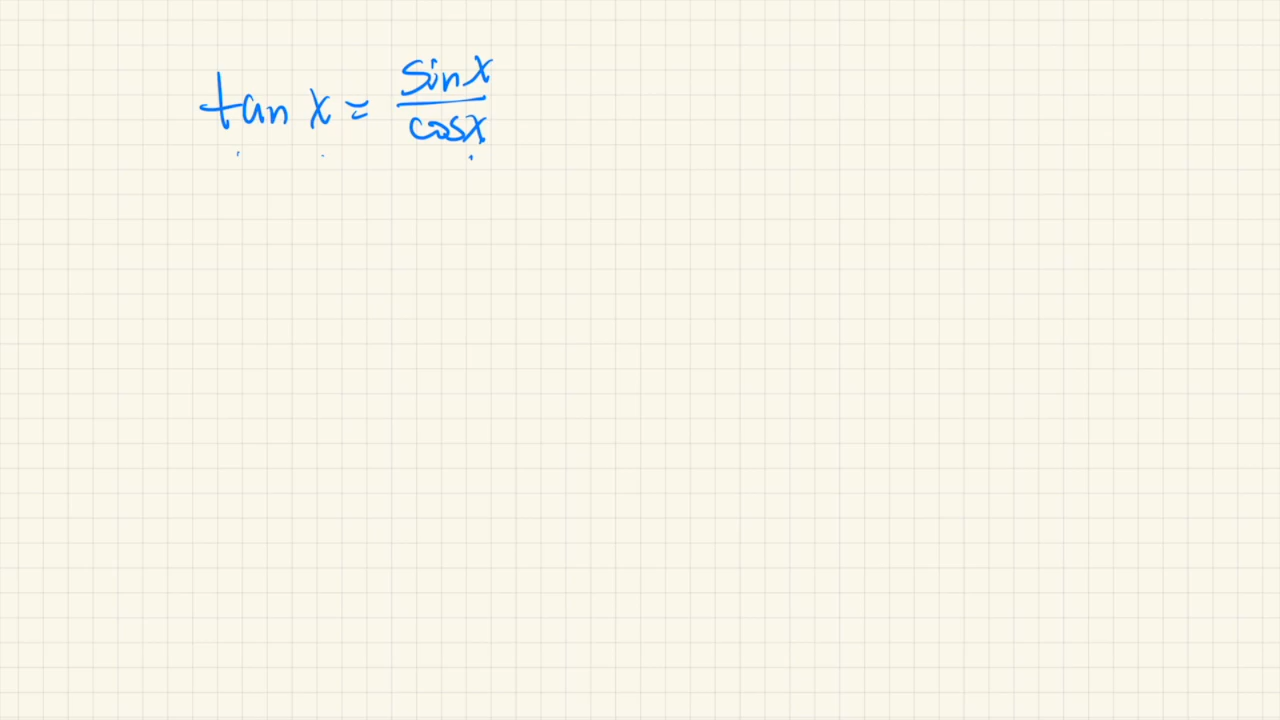 tan x = sin x / cos x